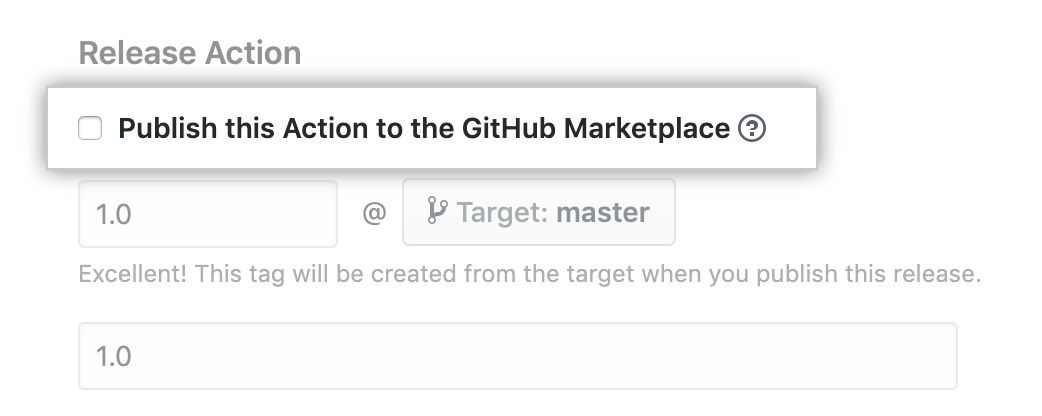 Release Action
Publish this Action to the GitHub Marketplace ?
1.0 @ Target: master
Excellent! This tag will be created from the target when you publish this release.
1.0